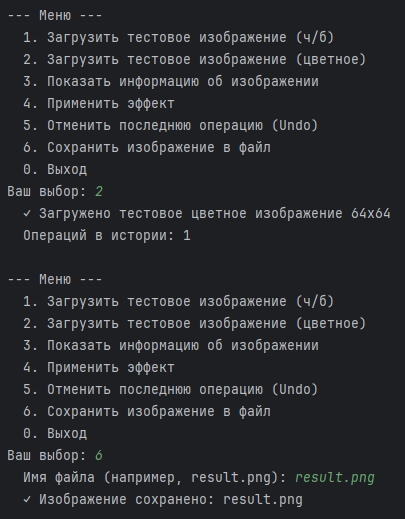 --- Меню ---
1. Загрузить тестовое изображение (ч/б)
2. Загрузить тестовое изображение (цветное)
3. Показать информацию об изображении
4. Применить эффект
5. Отменить последнюю операцию (Undo)
6. Сохранить изображение в файл
0. Выход
Ваш выбор: 2
✓ Загружено тестовое цветное изображение 64x64
Операций в истории: 1
--- Меню ---
1. Загрузить тестовое изображение (ч/б)
2. Загрузить тестовое изображение (цветное)
3. Показать информацию об изображении
4. Применить эффект
5. Отменить последнюю операцию (Undo)
6. Сохранить изображение в файл
0. Выход
Ваш выбор: 6
Имя файла (например, result.png): result.png
✓ Изображение сохранено: result.png